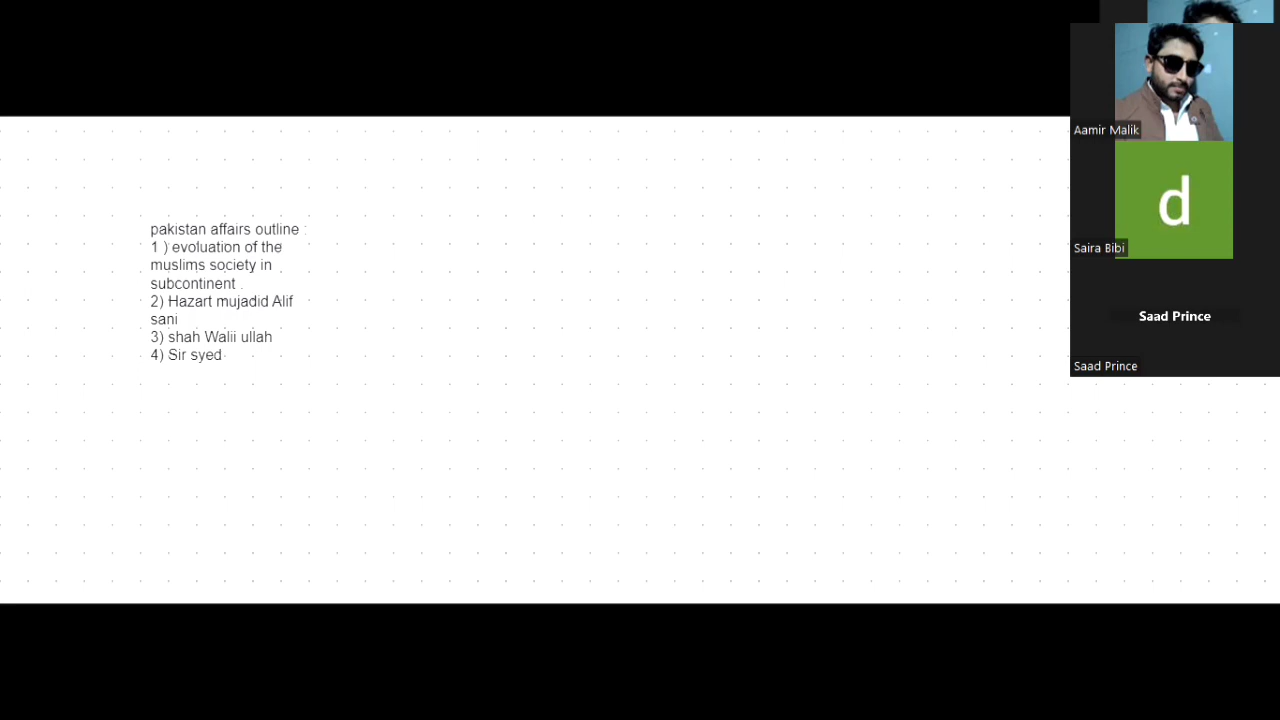 pakistan affairs outline :
1 ) evoluation of the
muslims society in
subcontinent .
2) Hazart mujadid Alif
sani
3) shah Walii ullah
4) Sir syed
Aamir Malik
d
Saira Bibi
Saad Prince
Saad Prince